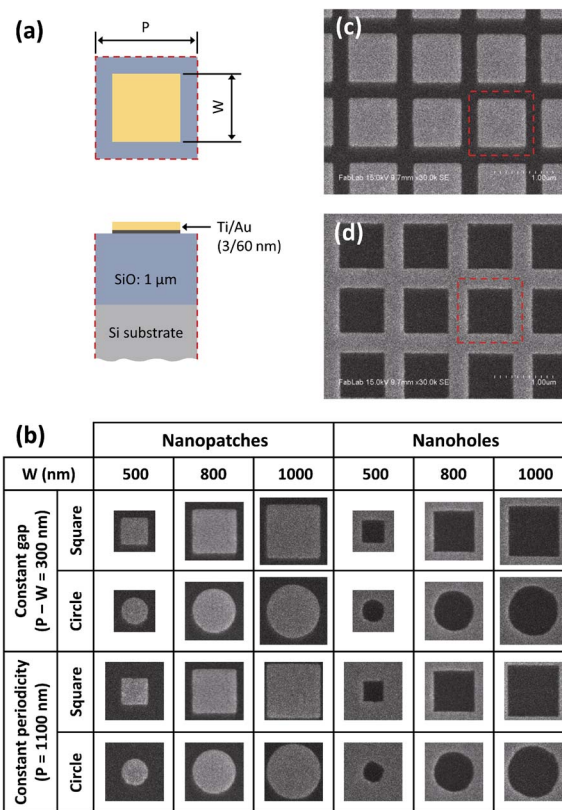 (a)
P
W
Ti/Au
(3/60 nm)
SiO: 1 μm
Si substrate
(c)
FabLab 15.0kV 9.7mm x30.0k SE
1.00um
(d)
FabLab 15.0kV 9.7mm x30.0k SE
1.00um
(b)
Nanopatches Nanoholes
W (nm) 500 800 1000 500 800 1000
Constant gap
(P – W = 300 nm)
Square
Circle
Constant periodicity
(P = 1100 nm)
Square
Circle